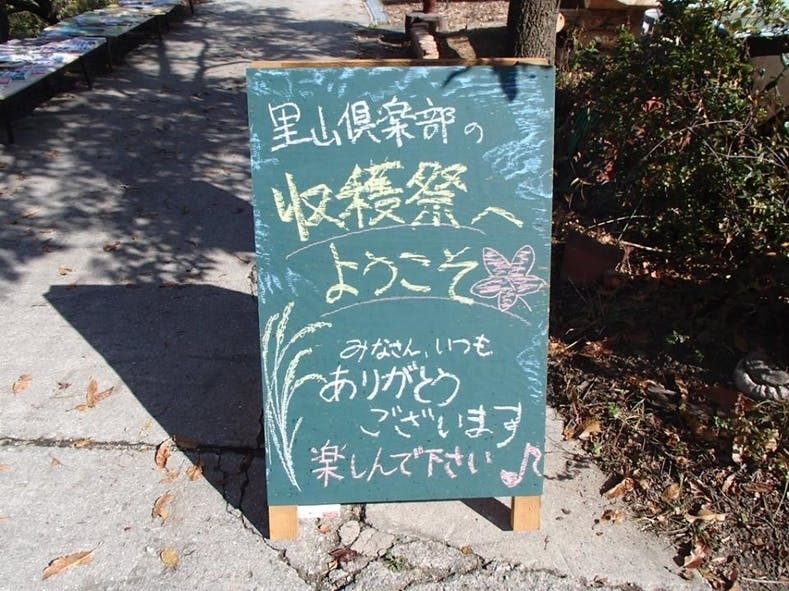 里山倶楽部の
収穫祭へ
ようこそ
みなさん、いつも
ありがとう
ございます
楽しんで下さい♪